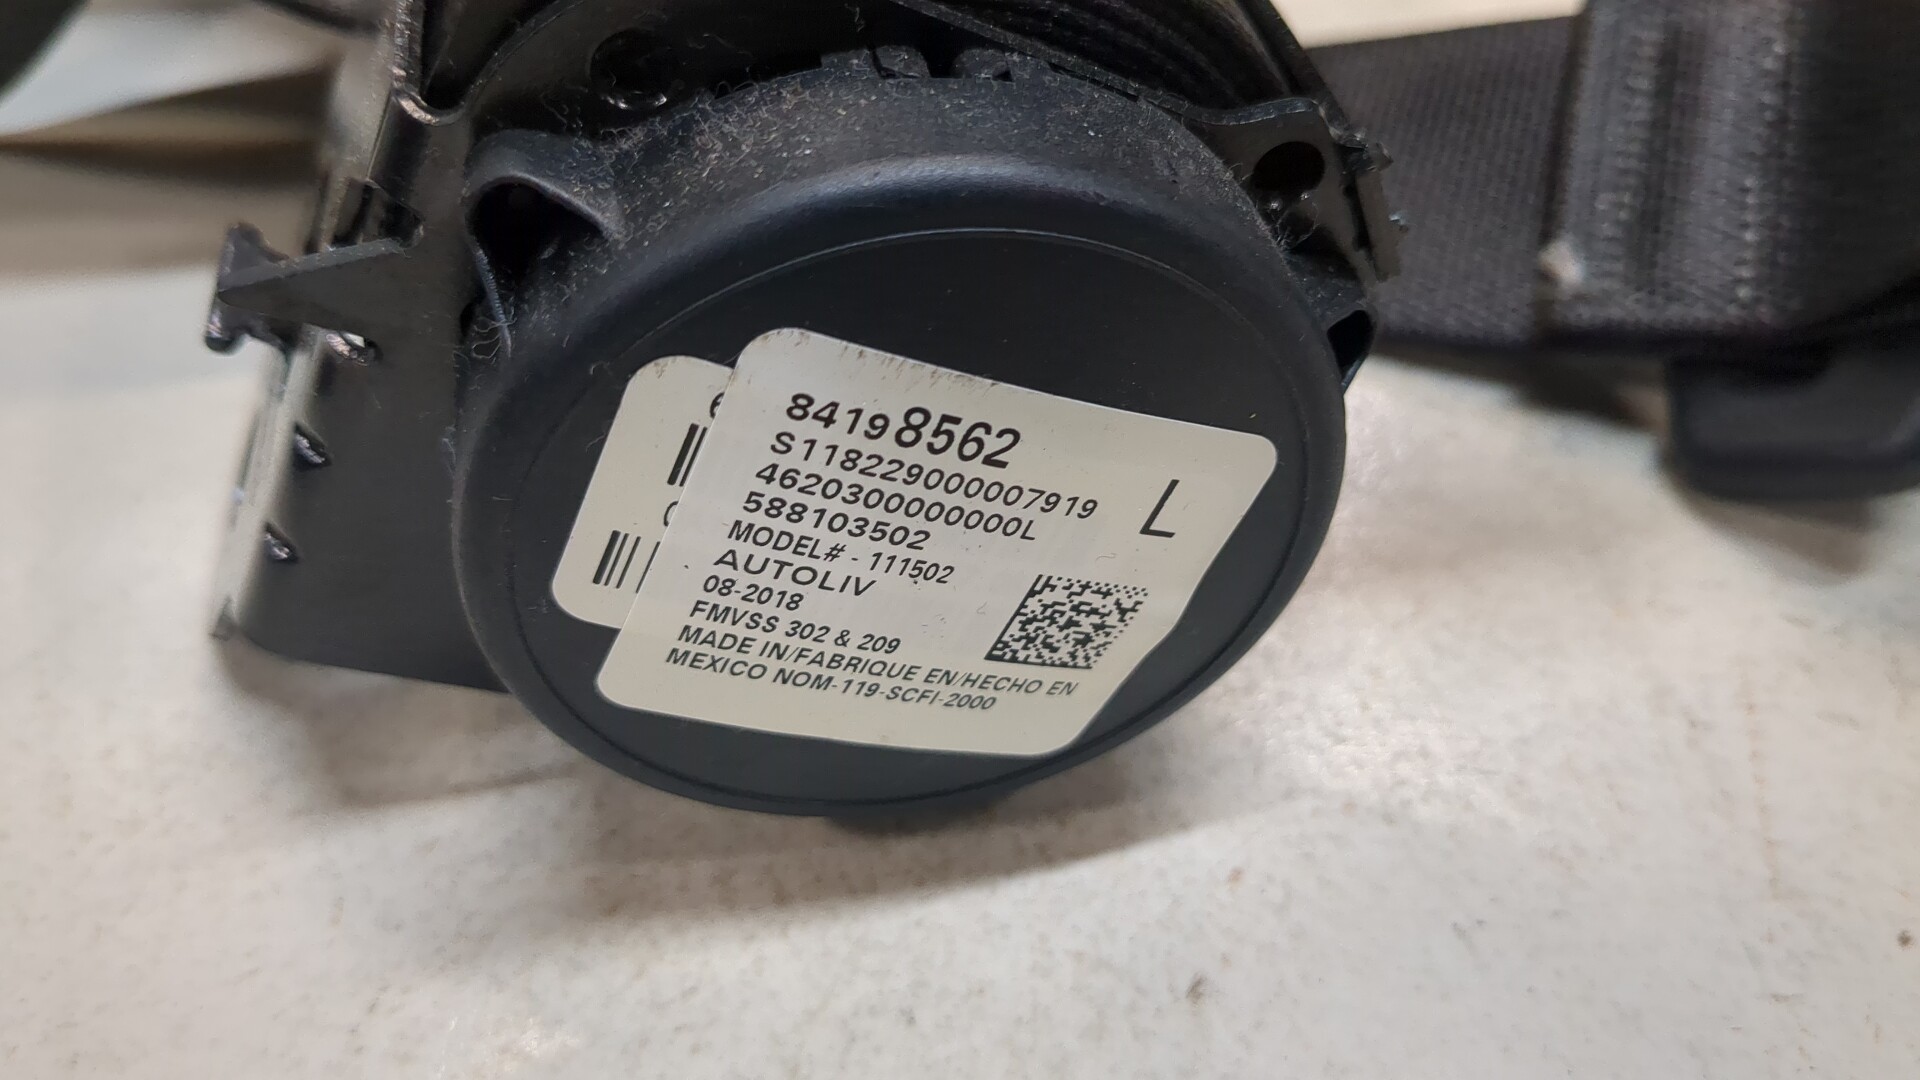 84198562
S118229000007919
L
4620300000000L
588103502
MODEL# - 111502
AUTOLIV
08-2018
FMVSS 302 & 209
MADE IN/FABRIQUE EN/HECHO EN
MEXICO NOM-119-SCFI-2000